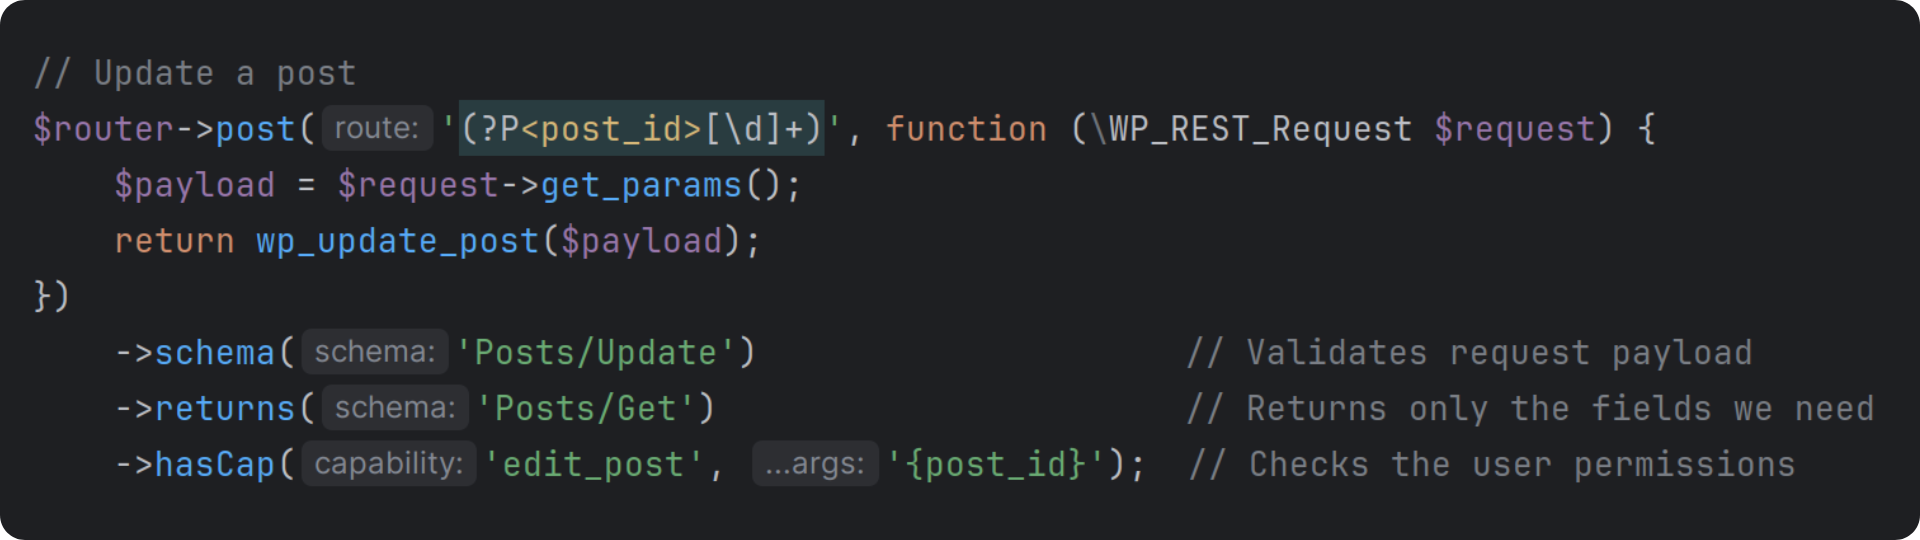 // Update a post
$router->post( route: '(?P<post_id>[\d]+)', function (\WP_REST_Request $request) {
    $payload = $request->get_params();
    return wp_update_post($payload);
})
    ->schema( schema: 'Posts/Update') // Validates request payload
    ->returns( schema: 'Posts/Get') // Returns only the fields we need
    ->hasCap( capability: 'edit_post', ...args: '{post_id}'); // Checks the user permissions